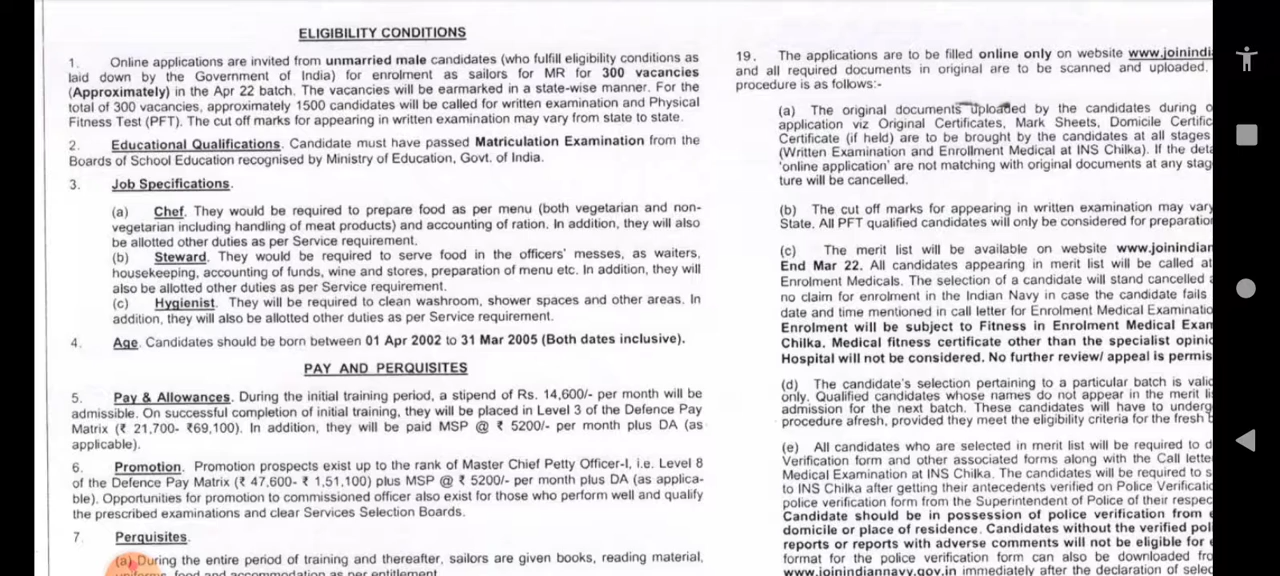 ELIGIBILITY CONDITIONS
1. Online applications are invited from unmarried male candidates (who fulfill eligibility conditions as
laid down by the Government of India) for enrolment as sailors for MR for 300 vacancies
(Approximately) in the Apr 22 batch. The vacancies will be earmarked in a state-wise manner. For the
total of 300 vacancies, approximately 1500 candidates will be called for written examination and Physical
Fitness Test (PFT). The cut off marks for appearing in written examination may vary from state to state.
2. Educational Qualifications. Candidate must have passed Matriculation Examination from the
Boards of School Education recognised by Ministry of Education, Govt. of India.
3. Job Specifications.
(a) Chef. They would be required to prepare food as per menu (both vegetarian and non-
vegetarian including handling of meat products) and accounting of ration. In addition, they will also
be allotted other duties as per Service requirement.
(b) Steward. They would be required to serve food in the officers' messes, as waiters,
housekeeping, accounting of funds, wine and stores, preparation of menu etc. In addition, they will
also be allotted other duties as per Service requirement.
(c) Hygienist. They will be required to clean washroom, shower spaces and other areas. In
addition, they will also be allotted other duties as per Service requirement.
4. Age. Candidates should be born between 01 Apr 2002 to 31 Mar 2005 (Both dates inclusive).
PAY AND PERQUISITES
5. Pay & Allowances. During the initial training period, a stipend of Rs. 14,600/- per month will be
admissible. On successful completion of initial training, they will be placed in Level 3 of the Defence Pay
Matrix (₹ 21,700- ₹69,100). In addition, they will be paid MSP @ ₹ 5200/- per month plus DA (as
applicable).
6. Promotion. Promotion prospects exist up to the rank of Master Chief Petty Officer-I, i.e. Level 8
of the Defence Pay Matrix (₹ 47,600- ₹ 1,51,100) plus MSP @ ₹ 5200/- per month plus DA (as applica-
ble). Opportunities for promotion to commissioned officer also exist for those who perform well and qualify
the prescribed examinations and clear Services Selection Boards.
7. Perquisites.
(a) During the entire period of training and thereafter, sailors are given books, reading material,
uniforms, food and accommodation as per entitlement
19. The applications are to be filled online only on website www.joinindi
and all required documents in original are to be scanned and uploaded.
procedure is as follows:-
(a) The original documents uploaded by the candidates during o
application viz Original Certificates, Mark Sheets, Domicile Certific
Certificate (if held) are to be brought by the candidates at all stages
(Written Examination and Enrollment Medical at INS Chilka). If the deta
'online application' are not matching with original documents at any stag
ture will be cancelled.
(b) The cut off marks for appearing in written examination may vary
State. All PFT qualified candidates will only be considered for preparation
(c) The merit list will be available on website www.joinindian
End Mar 22. All candidates appearing in merit list will be called at
Enrolment Medicals. The selection of a candidate will stand cancelled a
no claim for enrolment in the Indian Navy in case the candidate fails
date and time mentioned in call letter for Enrolment Medical Examinatio
Enrolment will be subject to Fitness in Enrolment Medical Exam
Chilka. Medical fitness certificate other than the specialist opinio
Hospital will not be considered. No further review/ appeal is permis
(d) The candidate's selection pertaining to a particular batch is valid
only. Qualified candidates whose names do not appear in the merit li
admission for the next batch. These candidates will have to underg
procedure afresh, provided they meet the eligibility criteria for the fresh b
(e) All candidates who are selected in merit list will be required to d
Verification form and other associated forms along with the Call lette
Medical Examination at INS Chilka. The candidates will be required to s
to INS Chilka after getting their antecedents verified on Police Verificatio
police verification form from the Superintendent of Police of their respec
Candidate should be in possession of police verification from
domicile or place of residence. Candidates without the verified poli
reports or reports with adverse comments will not be eligible for e
format for the police verification form can also be downloaded fro
www.joinindiannavy.gov.in immediately after the declaration of selec